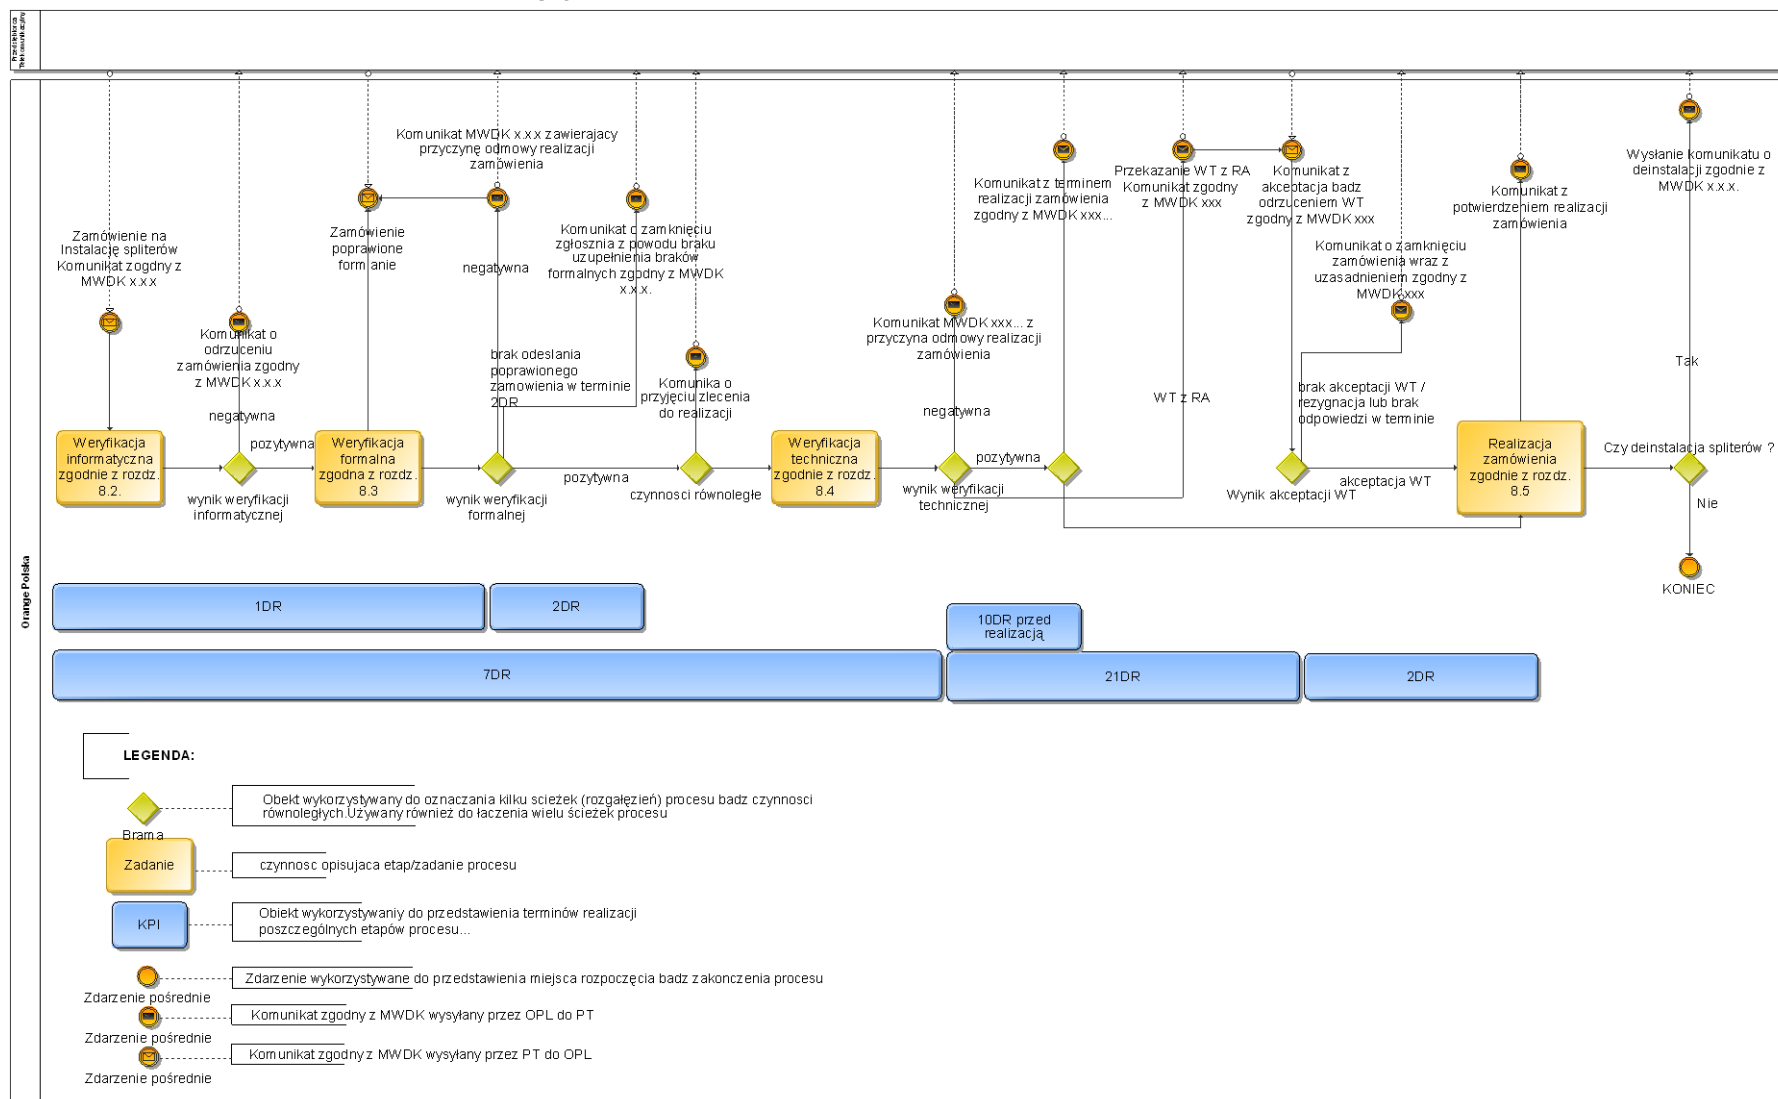 Przedsiebiorca
Telekomunikacyjny
Orange Polska
Zamówienie na
Instalację spliterów
Komunikat zogdny z
MWDK x.x.x
Komunikat o
odrzuceniu
zamówienia zgodny
z MWDK x.x.x
negatywna
Weryfikacja
informatyczna
zgodnie z rozdz.
8.2.
pozytywna
wynik weryfikacji
informatycznej
Zamówienie
poprawione
formlanie
Weryfikacja
formalna
zgodna z rozdz.
8.3
Komunikat MWDK x.x.x zawierajacy
przyczynę odmowy realizacji
zamówienia
negatywna
wynik weryfikacji
formalnej
Komunikat o zamknięciu
zgłosznia z powodu braku
uzupełnienia braków
formalnych zgodny z MWDK
x.x.x.
brak odeslania
poprawionego
zamowienia w terminie
2DR
pozytywna
Komunika o
przyjęciu zlecenia
do realizacji
czynnosci równoległe
Weryfikacja
techniczna
zgodnie z rozdz.
8.4
Komunikat MWDK xxx... z
przyczyna odmowy realizacji
zamówienia
negatywna
wynik weryfikacji
technicznej
pozytywna
Komunikat z terminem
realizacji zamówienia
zgodny z MWDK xxx...
Przekazanie WT z RA
Komunikat zgodny
z MWDK xxx
WT z RA
Komunikat z
akceptacja badz
odrzuceniem WT
zgodny z MWDK xxx
Komunikat o zamknięciu
zamówienia wraz z
uzasadnieniem zgodny z
MWDK xxx
brak akceptacji WT /
rezygnacja lub brak
odpowiedzi w terminie
Wynik akceptacji WT
akceptacja WT
Komunikat z
potwierdzeniem realizacji
zamówienia
Realizacja
zamówienia
zgodnie z rozdz.
8.5
Wysłanie komunikatu o
deinstalacji zgodnie z
MWDK x.x.x.
Tak
Czy deinstalacja spliterów ?
Nie
KONIEC
1DR
2DR
10DR przed
realizacją
7DR
21DR
2DR
LEGENDA:
Brama
Obekt wykorzystywany do oznaczania kilku scieżek (rozgałęzień) procesu badz czynnosci
równoległych.Używany również do łaczenia wielu ścieżek procesu
Zadanie
czynnosc opisujaca etap/zadanie procesu
KPI
Obiekt wykorzystywaniy do przedstawienia terminów realizacji
poszczególnych etapów procesu...
Zdarzenie pośrednie
Zdarzenie wykorzystywane do przedstawienia miejsca rozpoczęcia badz zakonczenia procesu
Zdarzenie pośrednie
Komunikat zgodny z MWDK wysyłany przez OPL do PT
Zdarzenie pośrednie
Komunikat zgodny z MWDK wysyłany przez PT do OPL